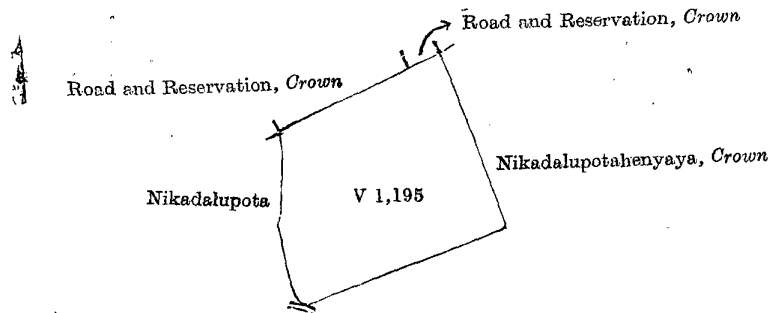 Road and Reservation, Crown
Road and Reservation, Crown
Nikadalupotahenyaya, Crown
Nikadalupota
V 1,195